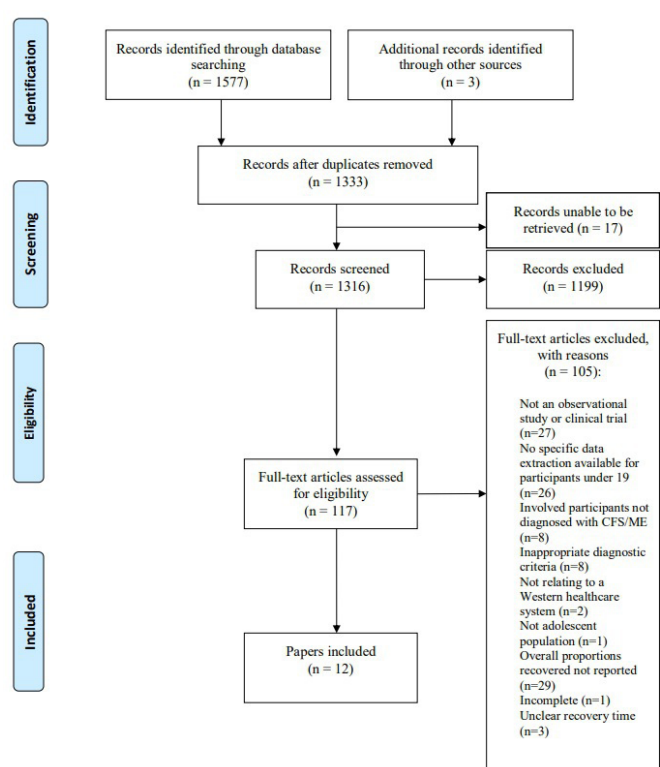 Identification
Records identified through database
searching
(n = 1577)
Additional records identified
through other sources
(n = 3)
Records after duplicates removed
(n = 1333)
Screening
Records unable to be
retrieved (n = 17)
Records screened
(n = 1316)
Records excluded
(n = 1199)
Eligibility
Full-text articles assessed
for eligibility
(n = 117)
Full-text articles excluded,
with reasons
(n = 105):
Not an observational
study or clinical trial
(n=27)
No specific data
extraction available for
participants under 19
(n=26)
Involved participants not
diagnosed with CFS/ME
(n=8)
Inappropriate diagnostic
criteria (n=8)
Not relating to a
Western healthcare
system (n=2)
Not adolescent
population (n=1)
Overall proportions
recovered not reported
(n=29)
Incomplete (n=1)
Unclear recovery time
(n=3)
Included
Papers included
(n = 12)